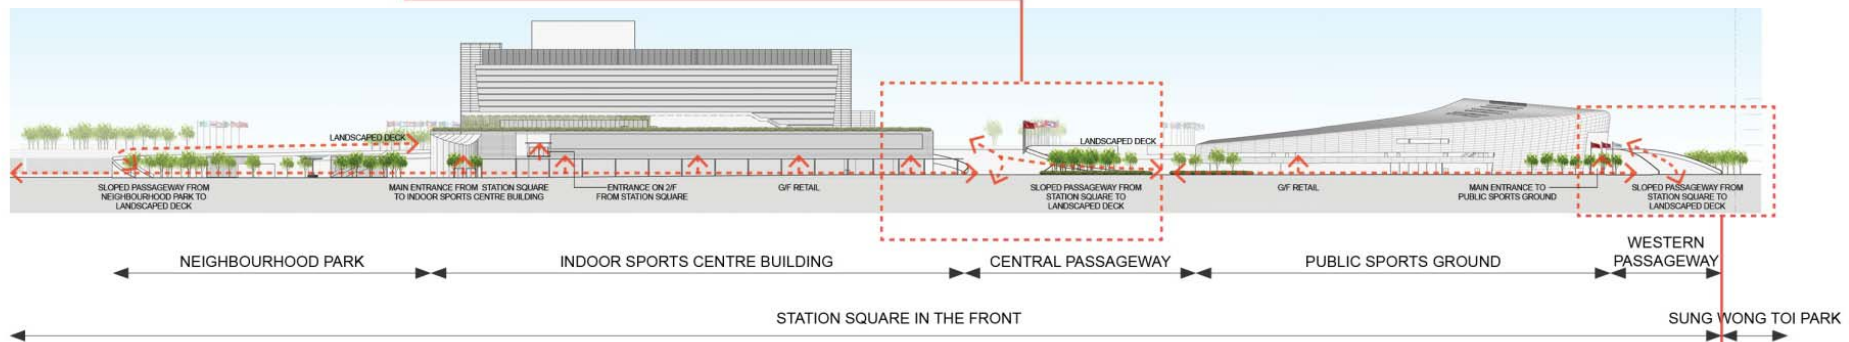 LANDSCAPED DECK
LANDSCAPED DECK
SLOPED PASSAGEWAY FROM
NEIGHBOURHOOD PARK TO
LANDSCAPED DECK
MAIN ENTRANCE FROM STATION SQUARE
TO INDOOR SPORTS CENTRE BUILDING
ENTRANCE ON 2/F
FROM STATION SQUARE
G/F RETAIL
SLOPED PASSAGEWAY FROM
STATION SQUARE TO
LANDSCAPED DECK
G/F RETAIL
MAIN ENTRANCE TO
PUBLIC SPORTS GROUND
SLOPED PASSAGEWAY FROM
STATION SQUARE TO
LANDSCAPED DECK
NEIGHBOURHOOD PARK
INDOOR SPORTS CENTRE BUILDING
CENTRAL PASSAGEWAY
PUBLIC SPORTS GROUND
WESTERN
PASSAGEWAY
STATION SQUARE IN THE FRONT
SUNG WONG TOI PARK